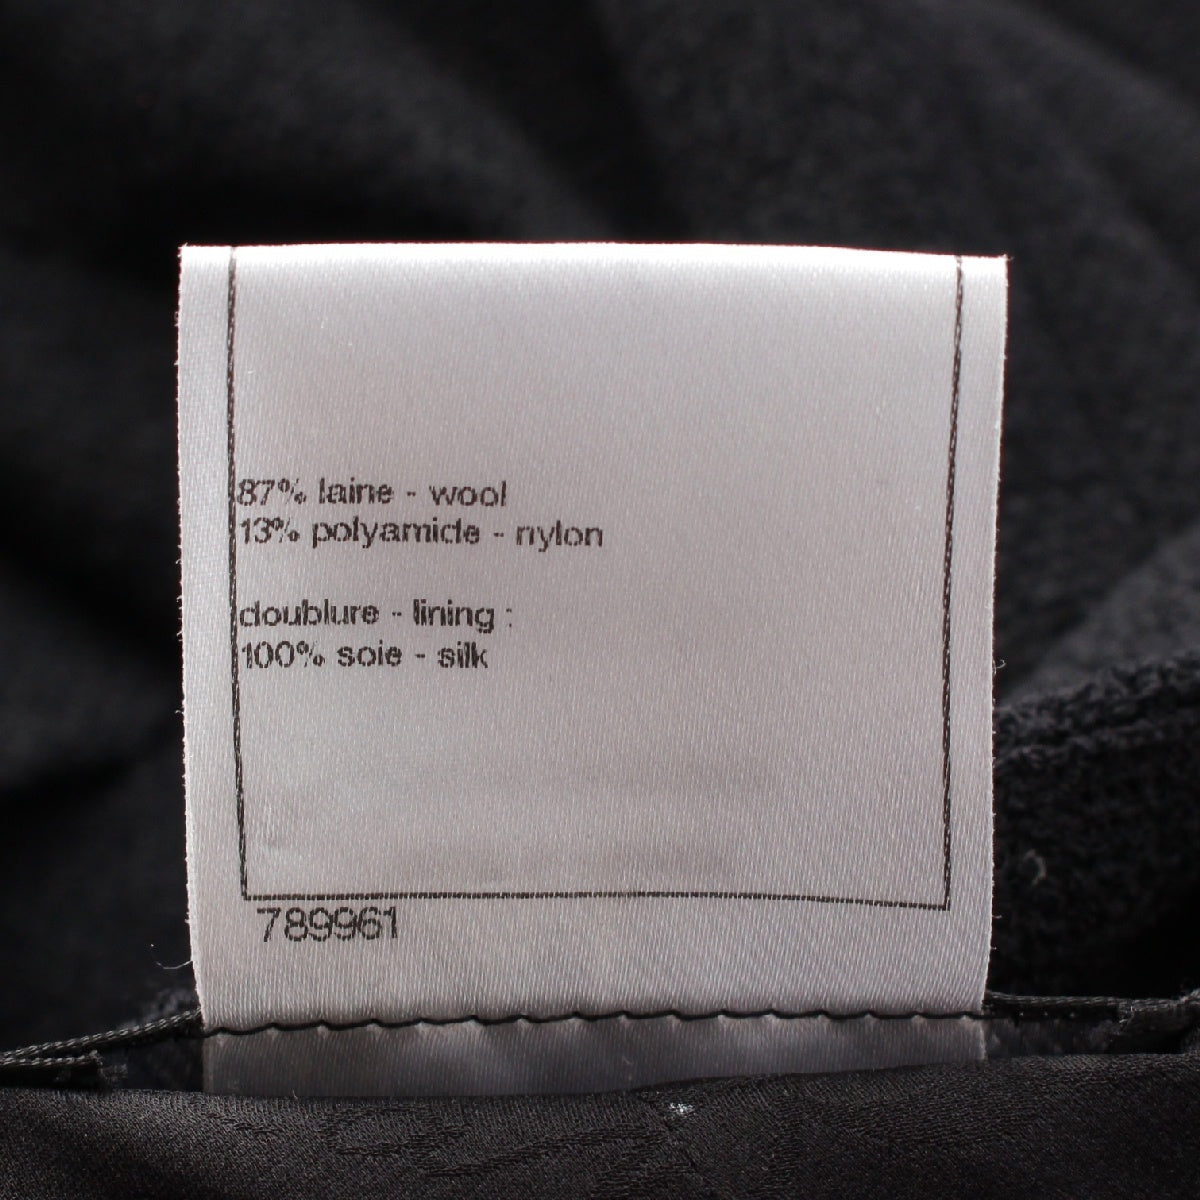 87% laine - wool
13% polyamide - nylon
doublure - lining :
100% soie - silk
789961